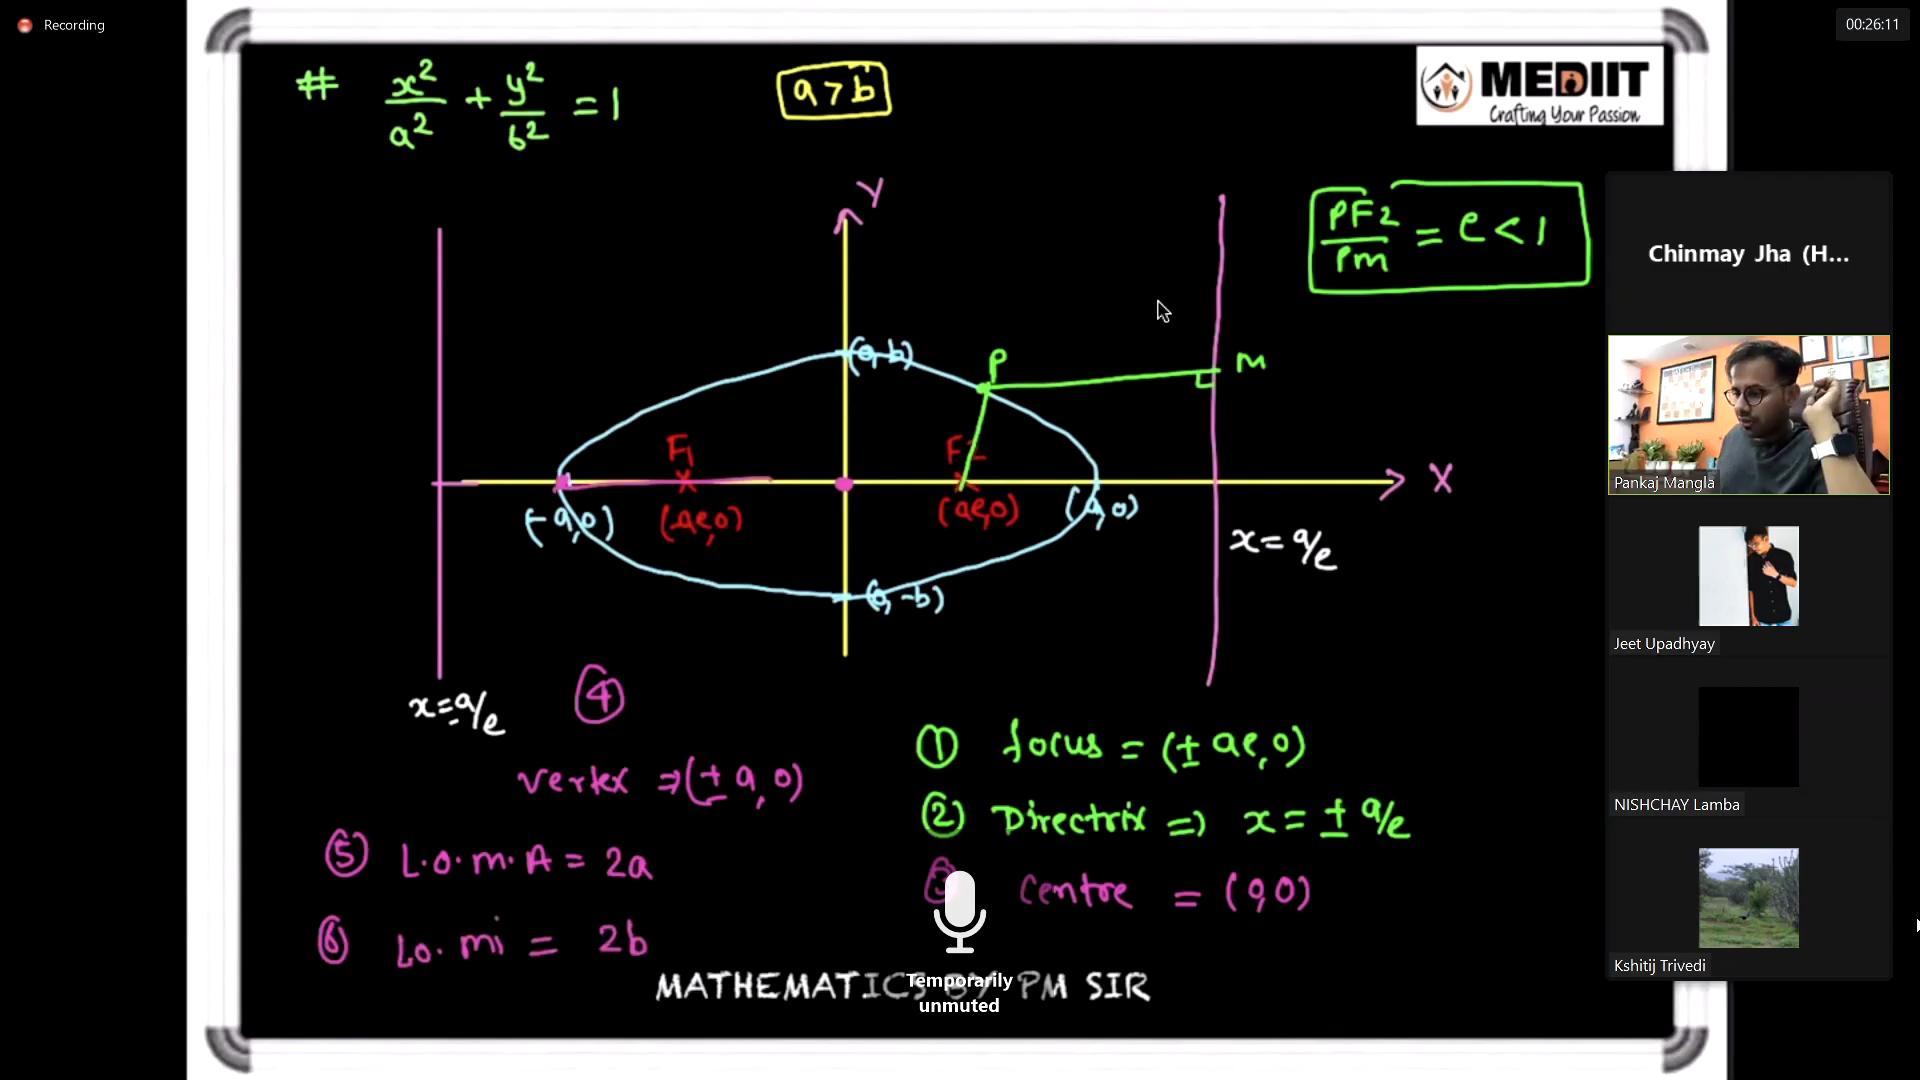 Recording
00:26:11
# x²/a² + y²/b² = 1
a > b
MEDIIT
Crafting Your Passion
Y
PF2/PM = e < 1
Chinmay Jha (H...
(0,b)
P
M
F1
F2
X
(-a,0)
(-ae,0)
(ae,0)
(a,0)
Pankaj Mangla
x = a/e
(0,-b)
Jeet Upadhyay
x = -a/e
④
① focus = (± ae, 0)
vertex ⇒ (± a, 0)
② Directrix ⇒ x = ± a/e
NISHCHAY Lamba
⑤ L.O.M.A = 2a
③ Centre = (0,0)
⑥ LO. mi = 2b
Kshitij Trivedi
MATHEMATICS BY PM SIR
Temporarily
unmuted